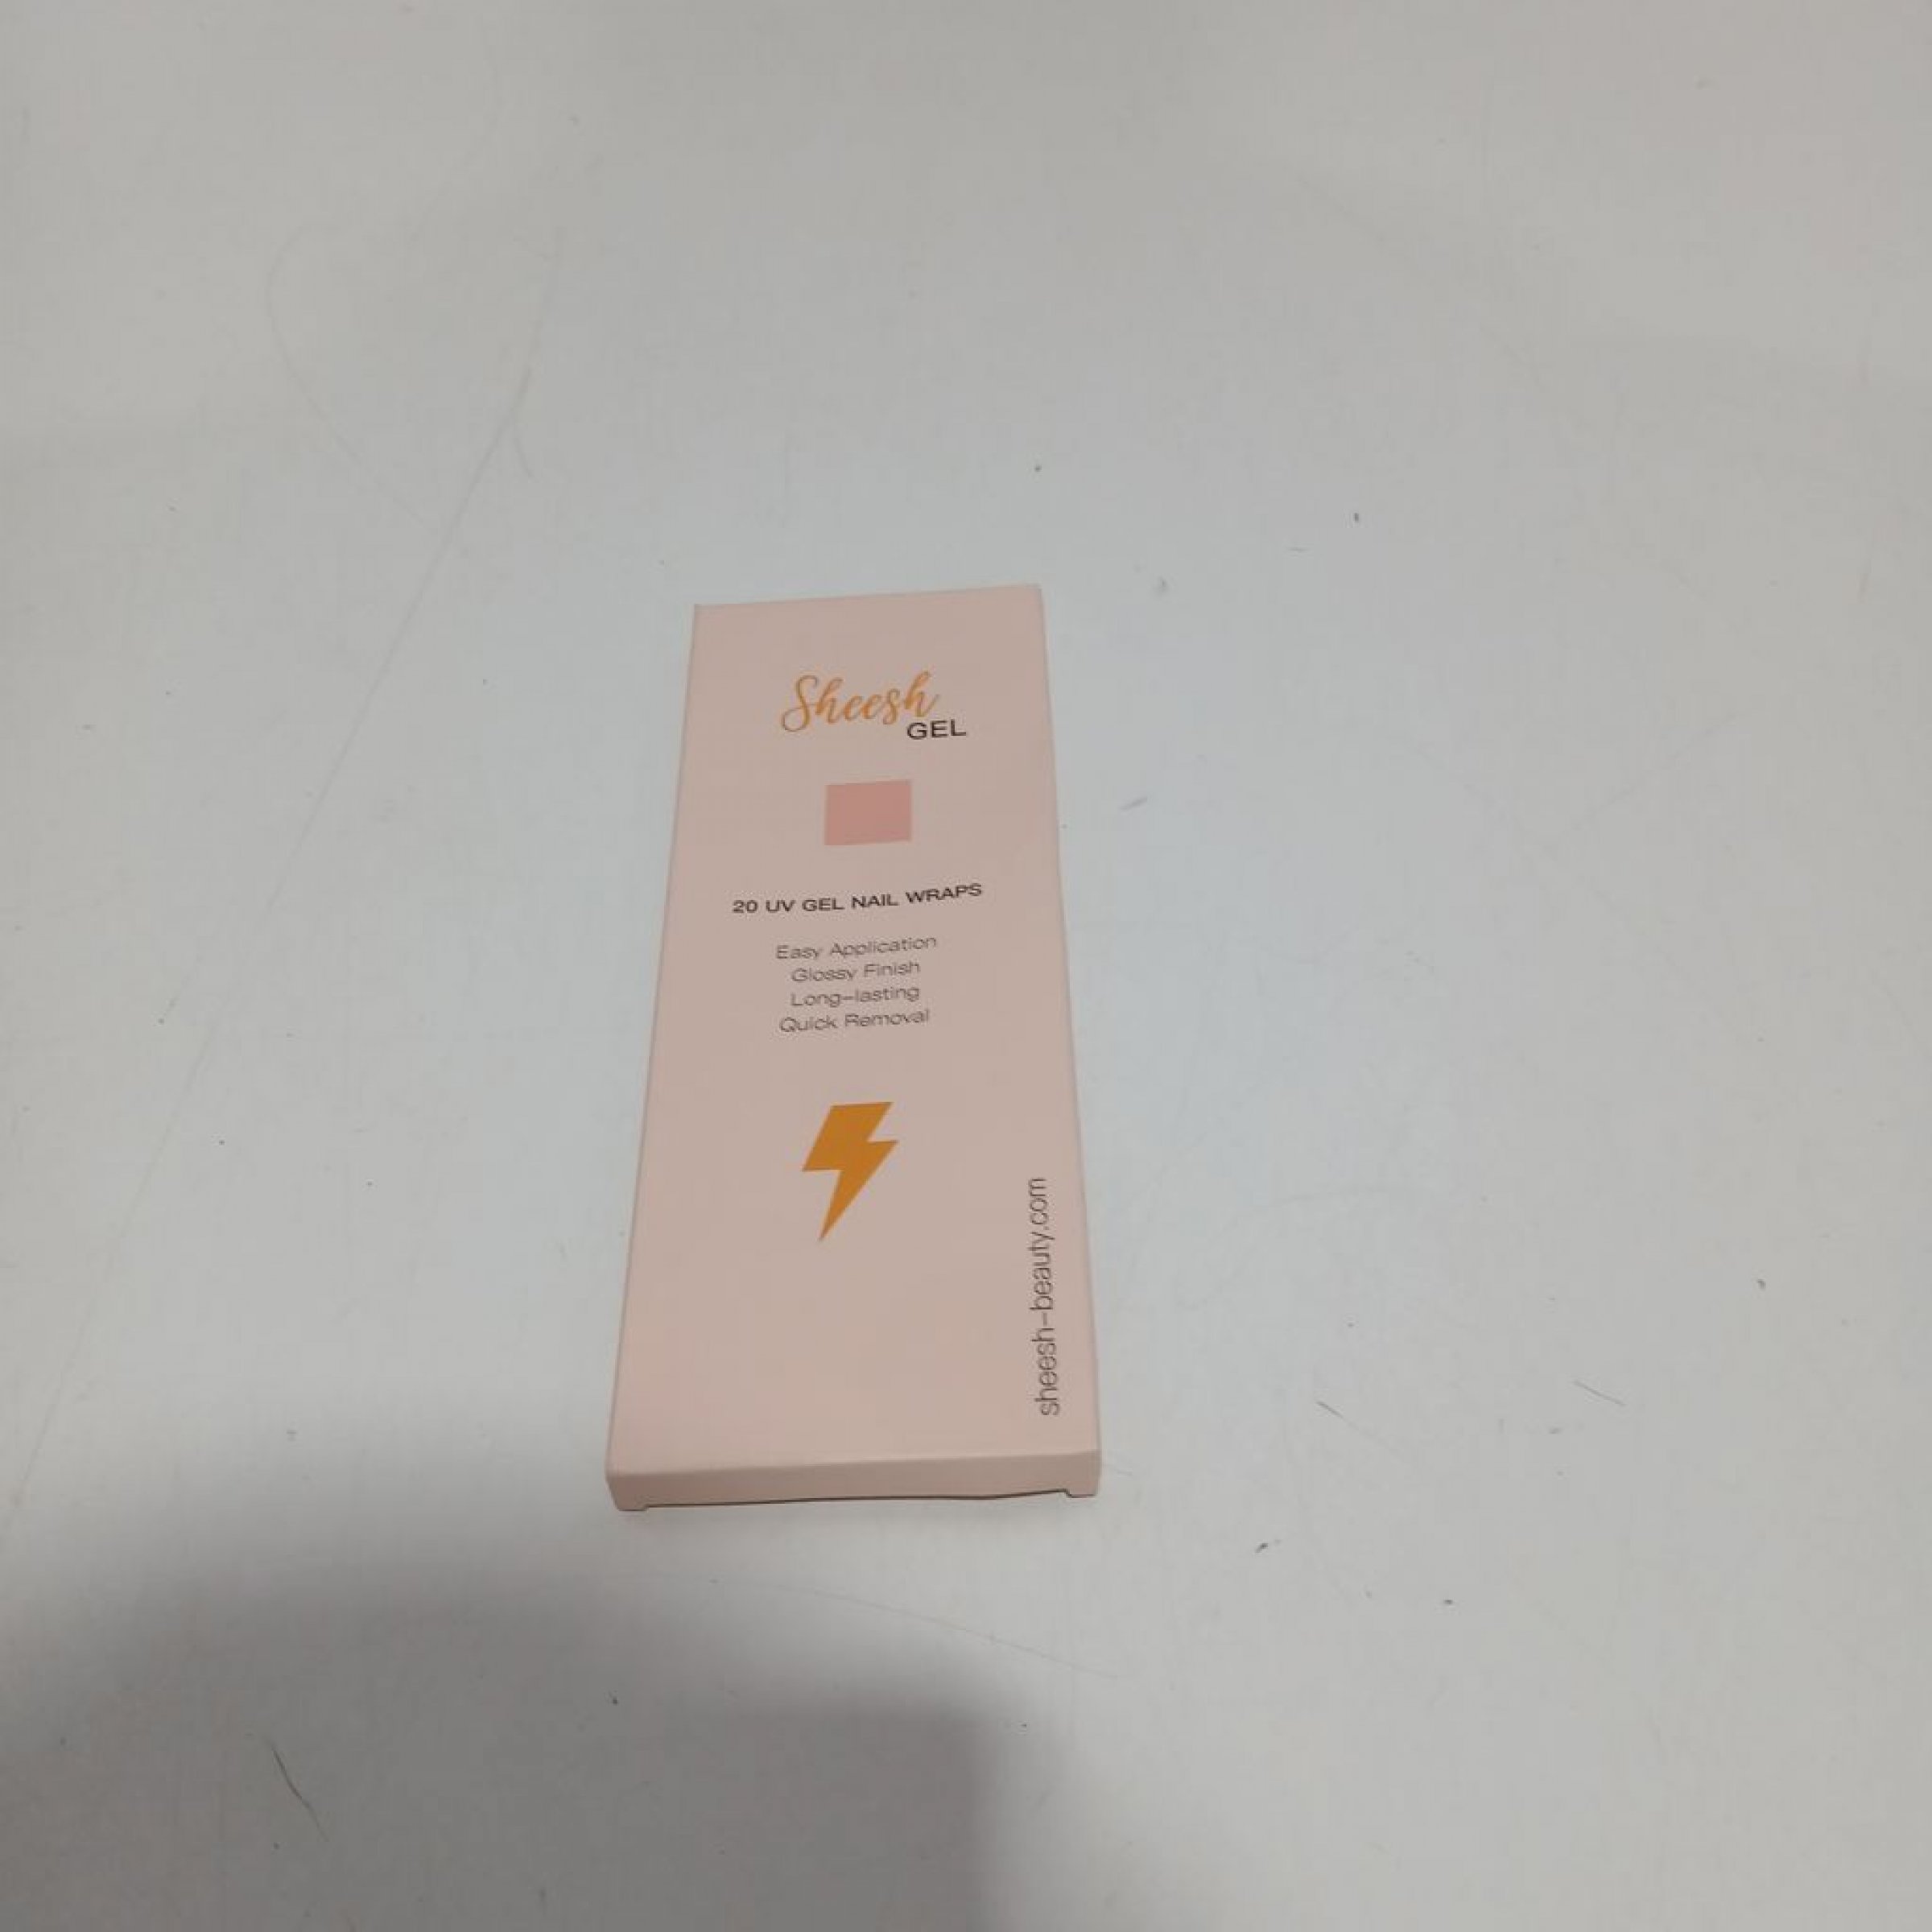 Sheesh
GEL
20 UV GEL NAIL WRAPS
Easy Application
Glossy Finish
Long-lasting
Quick Removal
sheesh-beauty.com